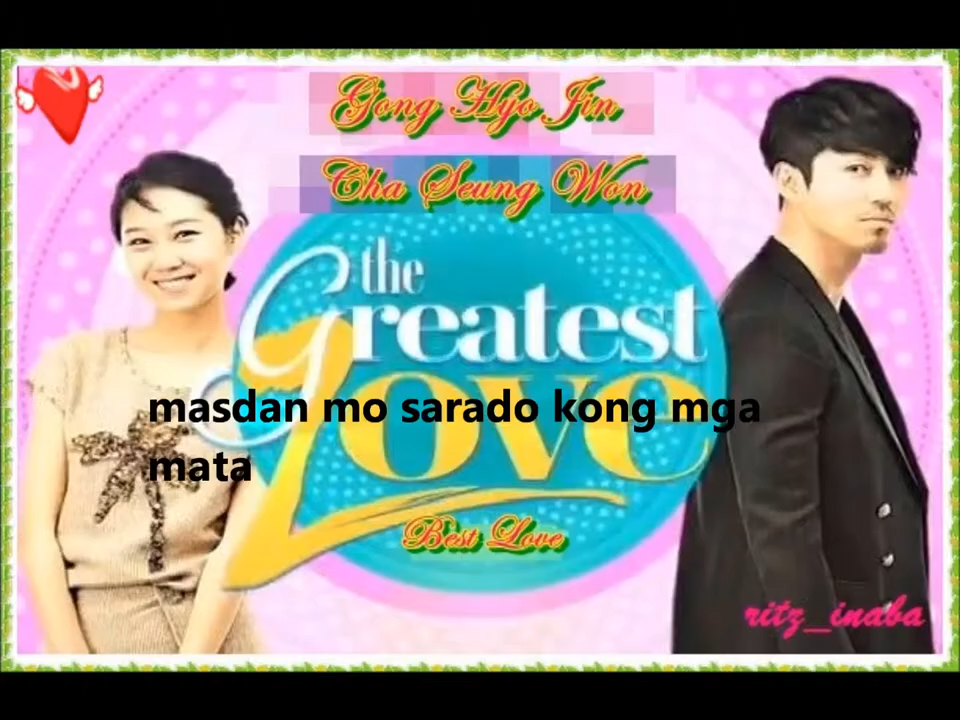 Gong Hyo Jin
Cha Seung Won
the
Greatest
Love
masdan mo sarado kong mga
mata
Best Love
ritz_inaba